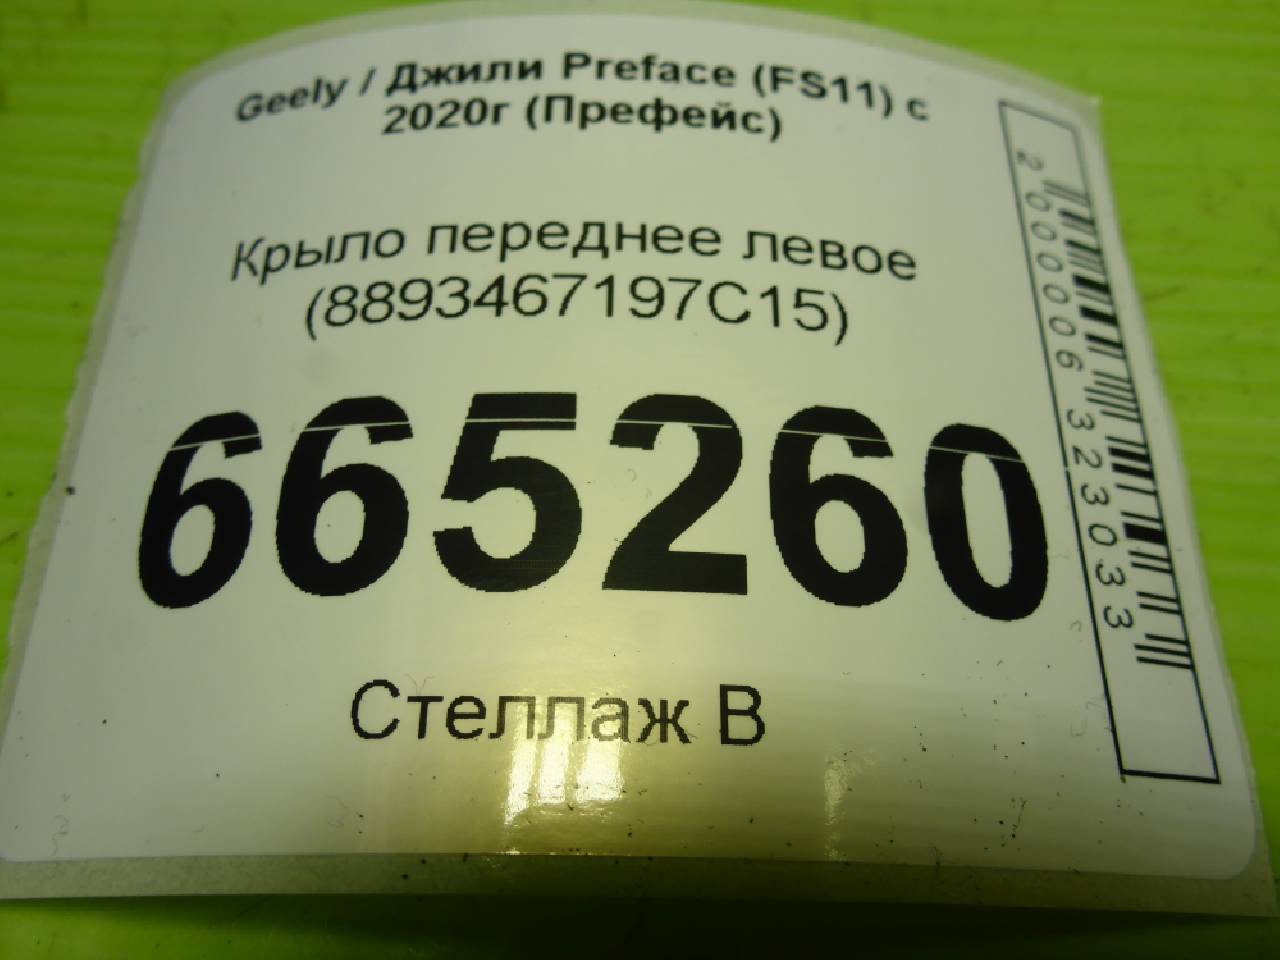 Geely / Джили Preface (FS11) с
2020г (Префейс)
Крыло переднее левое
(8893467197C15)
665260
Стеллаж В
2000006323033